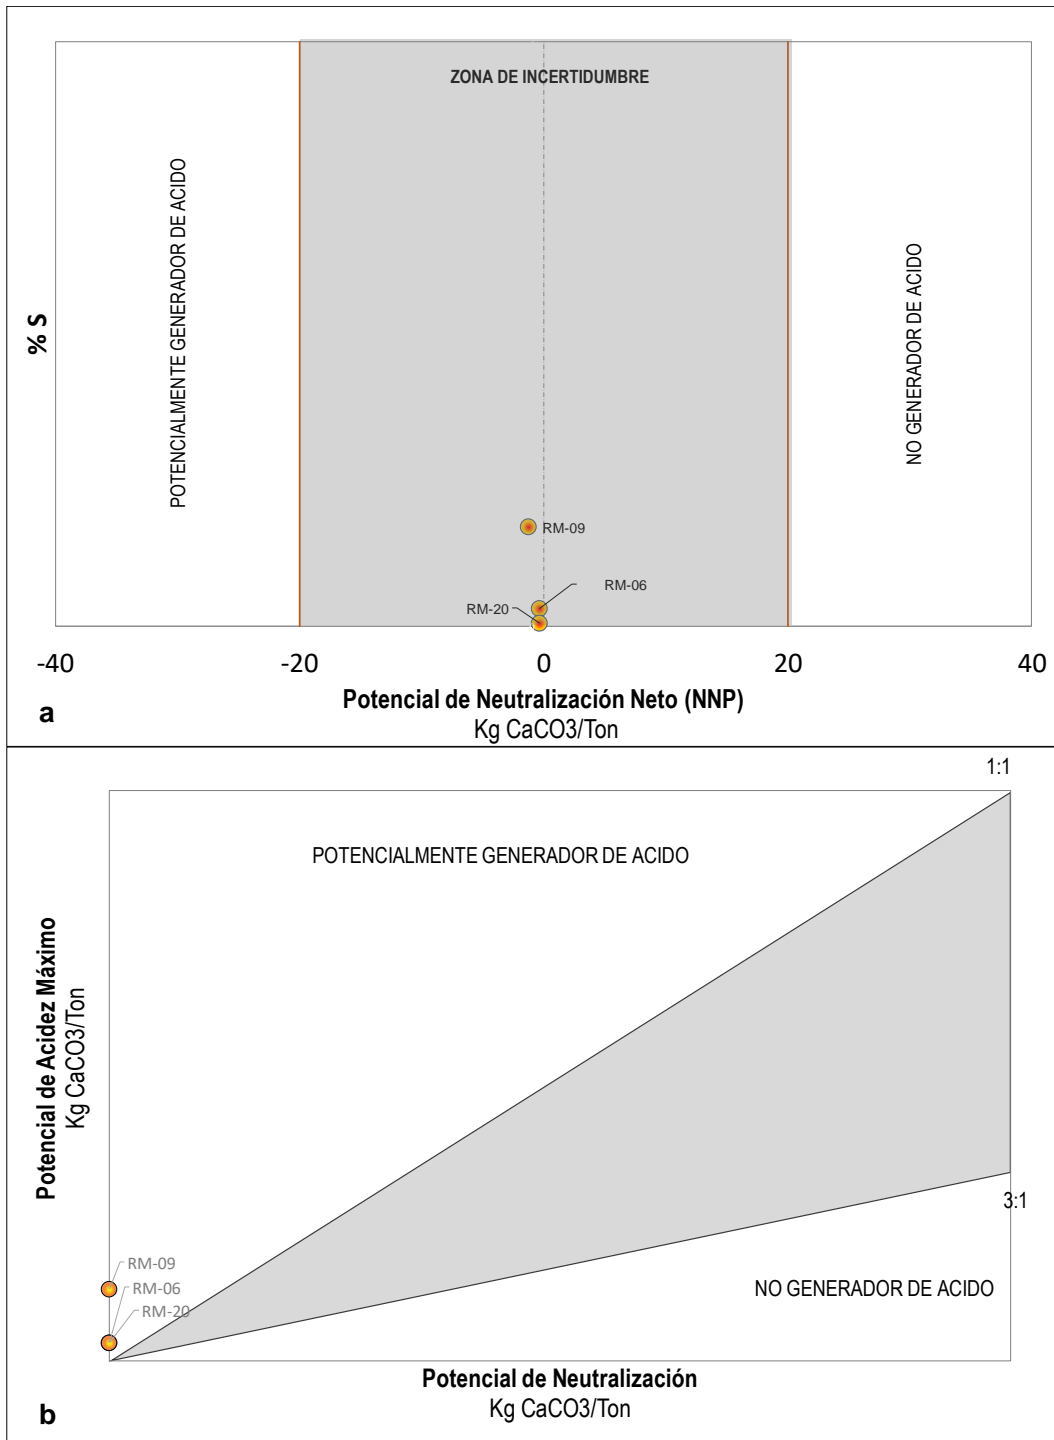 ZONA DE INCERTIDUMBRE
POTENCIALMENTE GENERADOR DE ACIDO
NO GENERADOR DE ACIDO
% S
RM-09
RM-06
RM-20
-40
-20
0
20
40
Potencial de Neutralización Neto (NNP)
Kg CaCO3/Ton
a
1:1
POTENCIALMENTE GENERADOR DE ACIDO
Potencial de Acidez Máximo
Kg CaCO3/Ton
3:1
RM-09
RM-06
RM-20
NO GENERADOR DE ACIDO
Potencial de Neutralización
Kg CaCO3/Ton
b